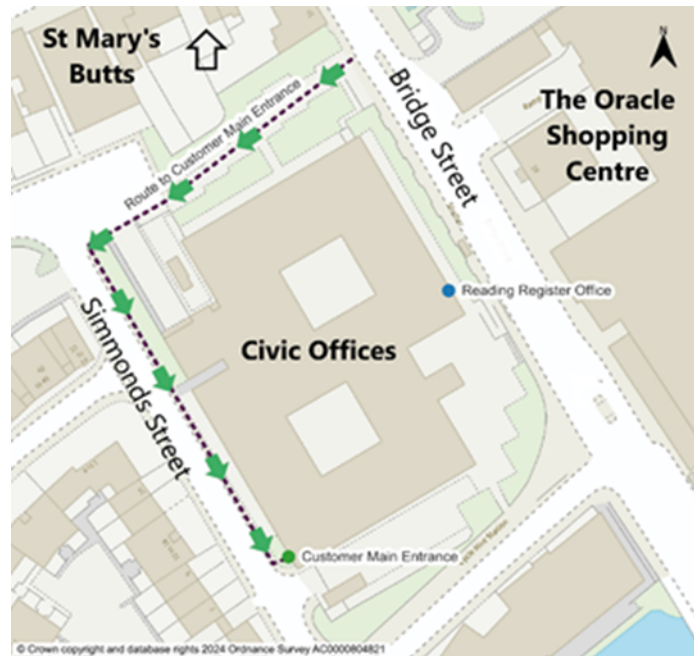 St Mary's
Butts
N
Bridge Street
The Oracle
Shopping
Centre
Route to Customer Main Entrance
Reading Register Office
Civic Offices
Simmonds Street
Customer Main Entrance
© Crown copyright and database rights 2024 Ordnance Survey AC0000804821